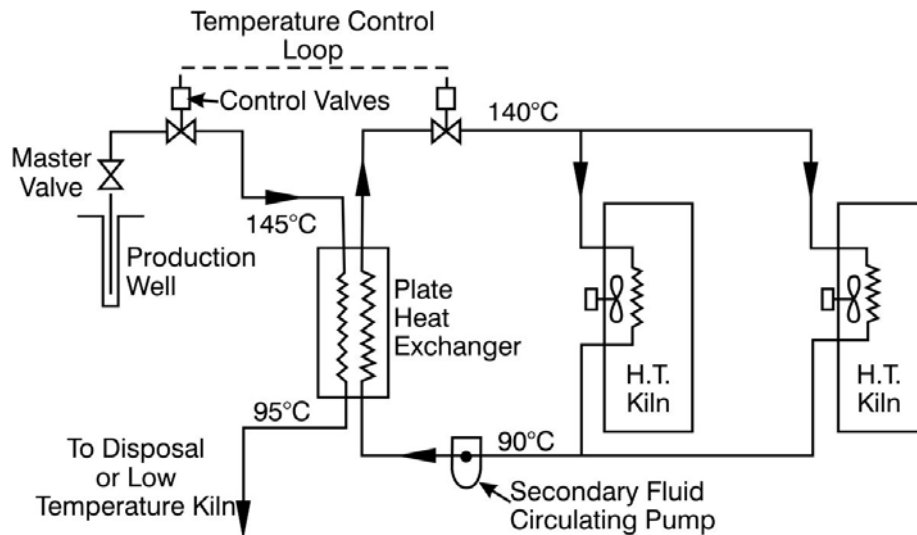 Temperature Control
Loop
Control Valves
140°C
Master
Valve
145°C
Production
Well
Plate
Heat
Exchanger
H.T.
Kiln
H.T.
Kiln
95°C
90°C
To Disposal
or Low
Temperature Kiln
Secondary Fluid
Circulating Pump